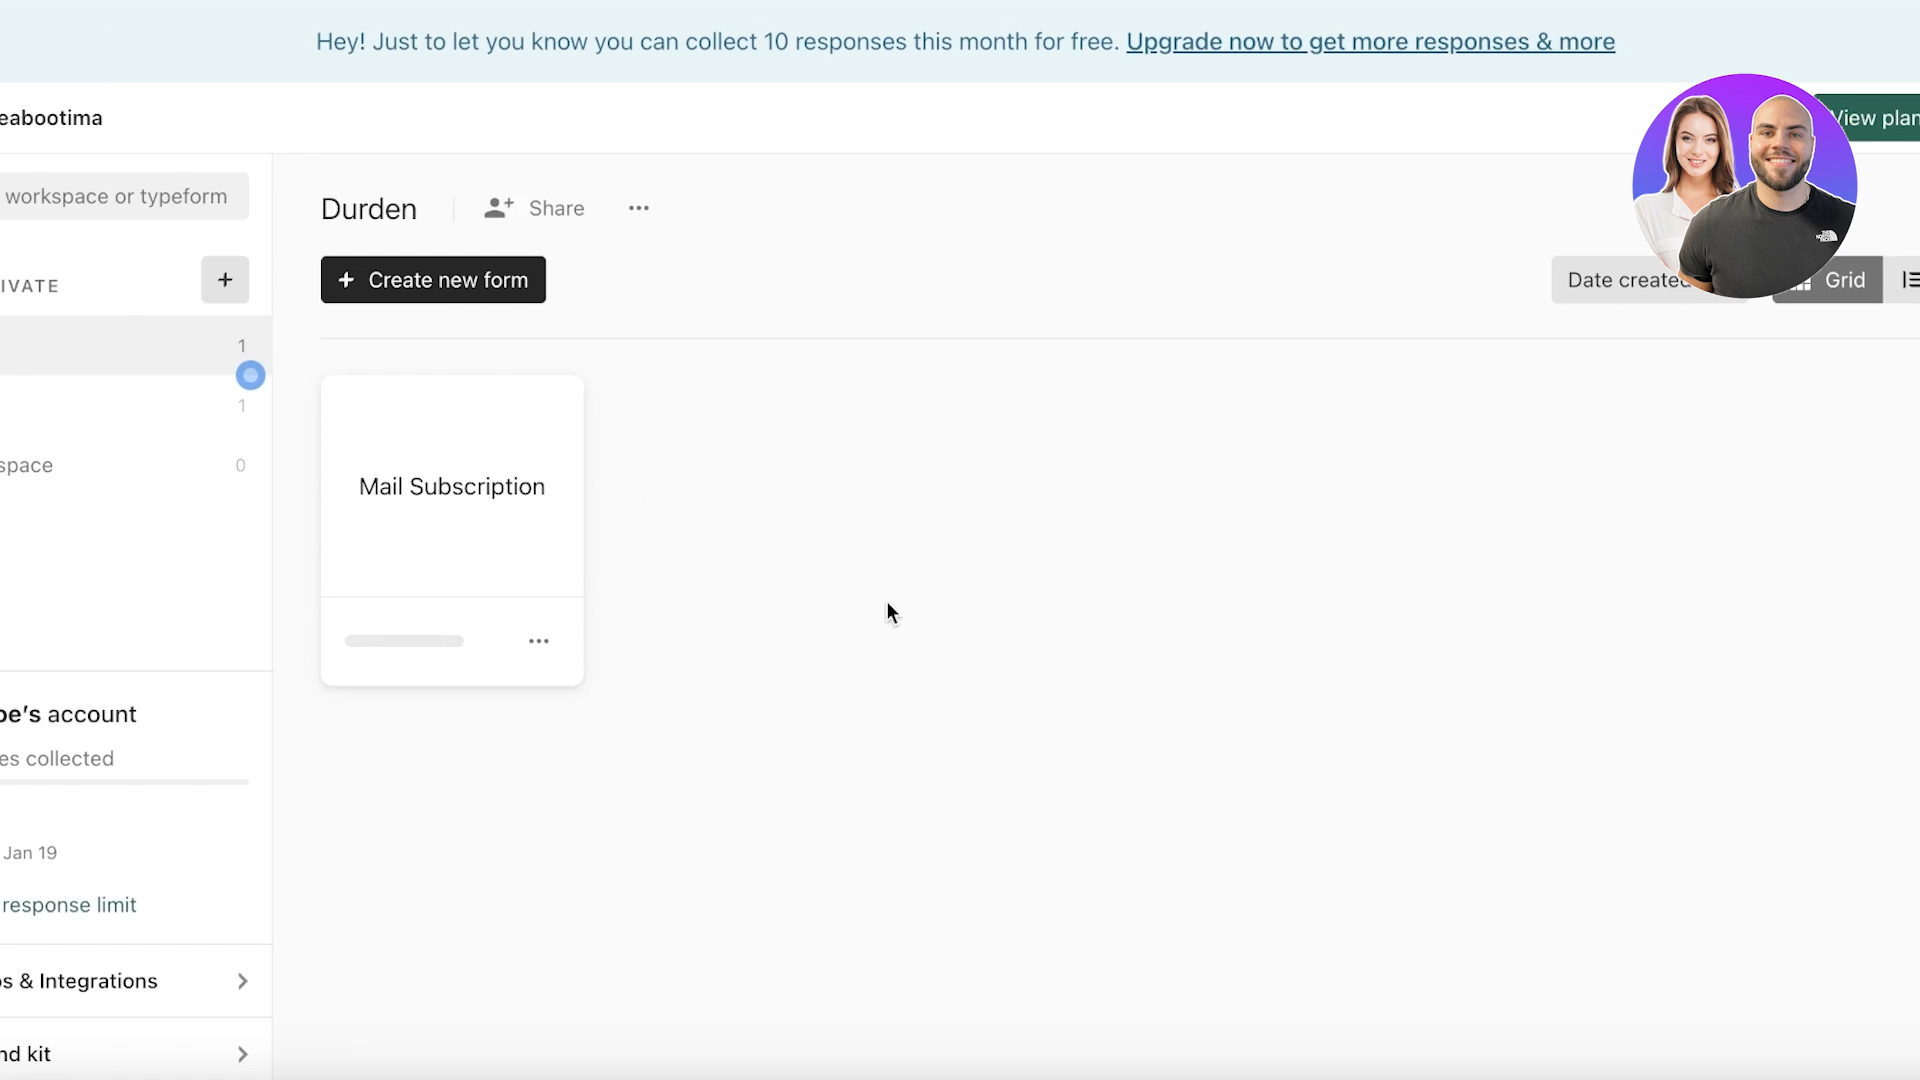 Hey! Just to let you know you can collect 10 responses this month for free. Upgrade now to get more responses & more
eabootima
View plan
workspace or typeform
Durden
Share
IVATE
Create new form
Date created
Grid
1
1
space
0
Mail Subscription
oe's account
es collected
Jan 19
response limit
s & Integrations
nd kit